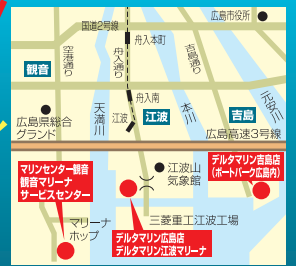 広島市役所
国道2号線
舟入本町
観音
空港通り
舟入通り
吉島通り
舟入南
広島県総合
グランド
天満川
江波
江波
本川
吉島
元安川
広島高速3号線
マリンセンター観音
観音マリーナ
サービスセンター
江波山
気象館
デルタマリン吉島店
(ボートパーク広島内)
マリーナ
ホップ
三菱重工江波工場
デルタマリン広島店
デルタマリン江波マリーナ